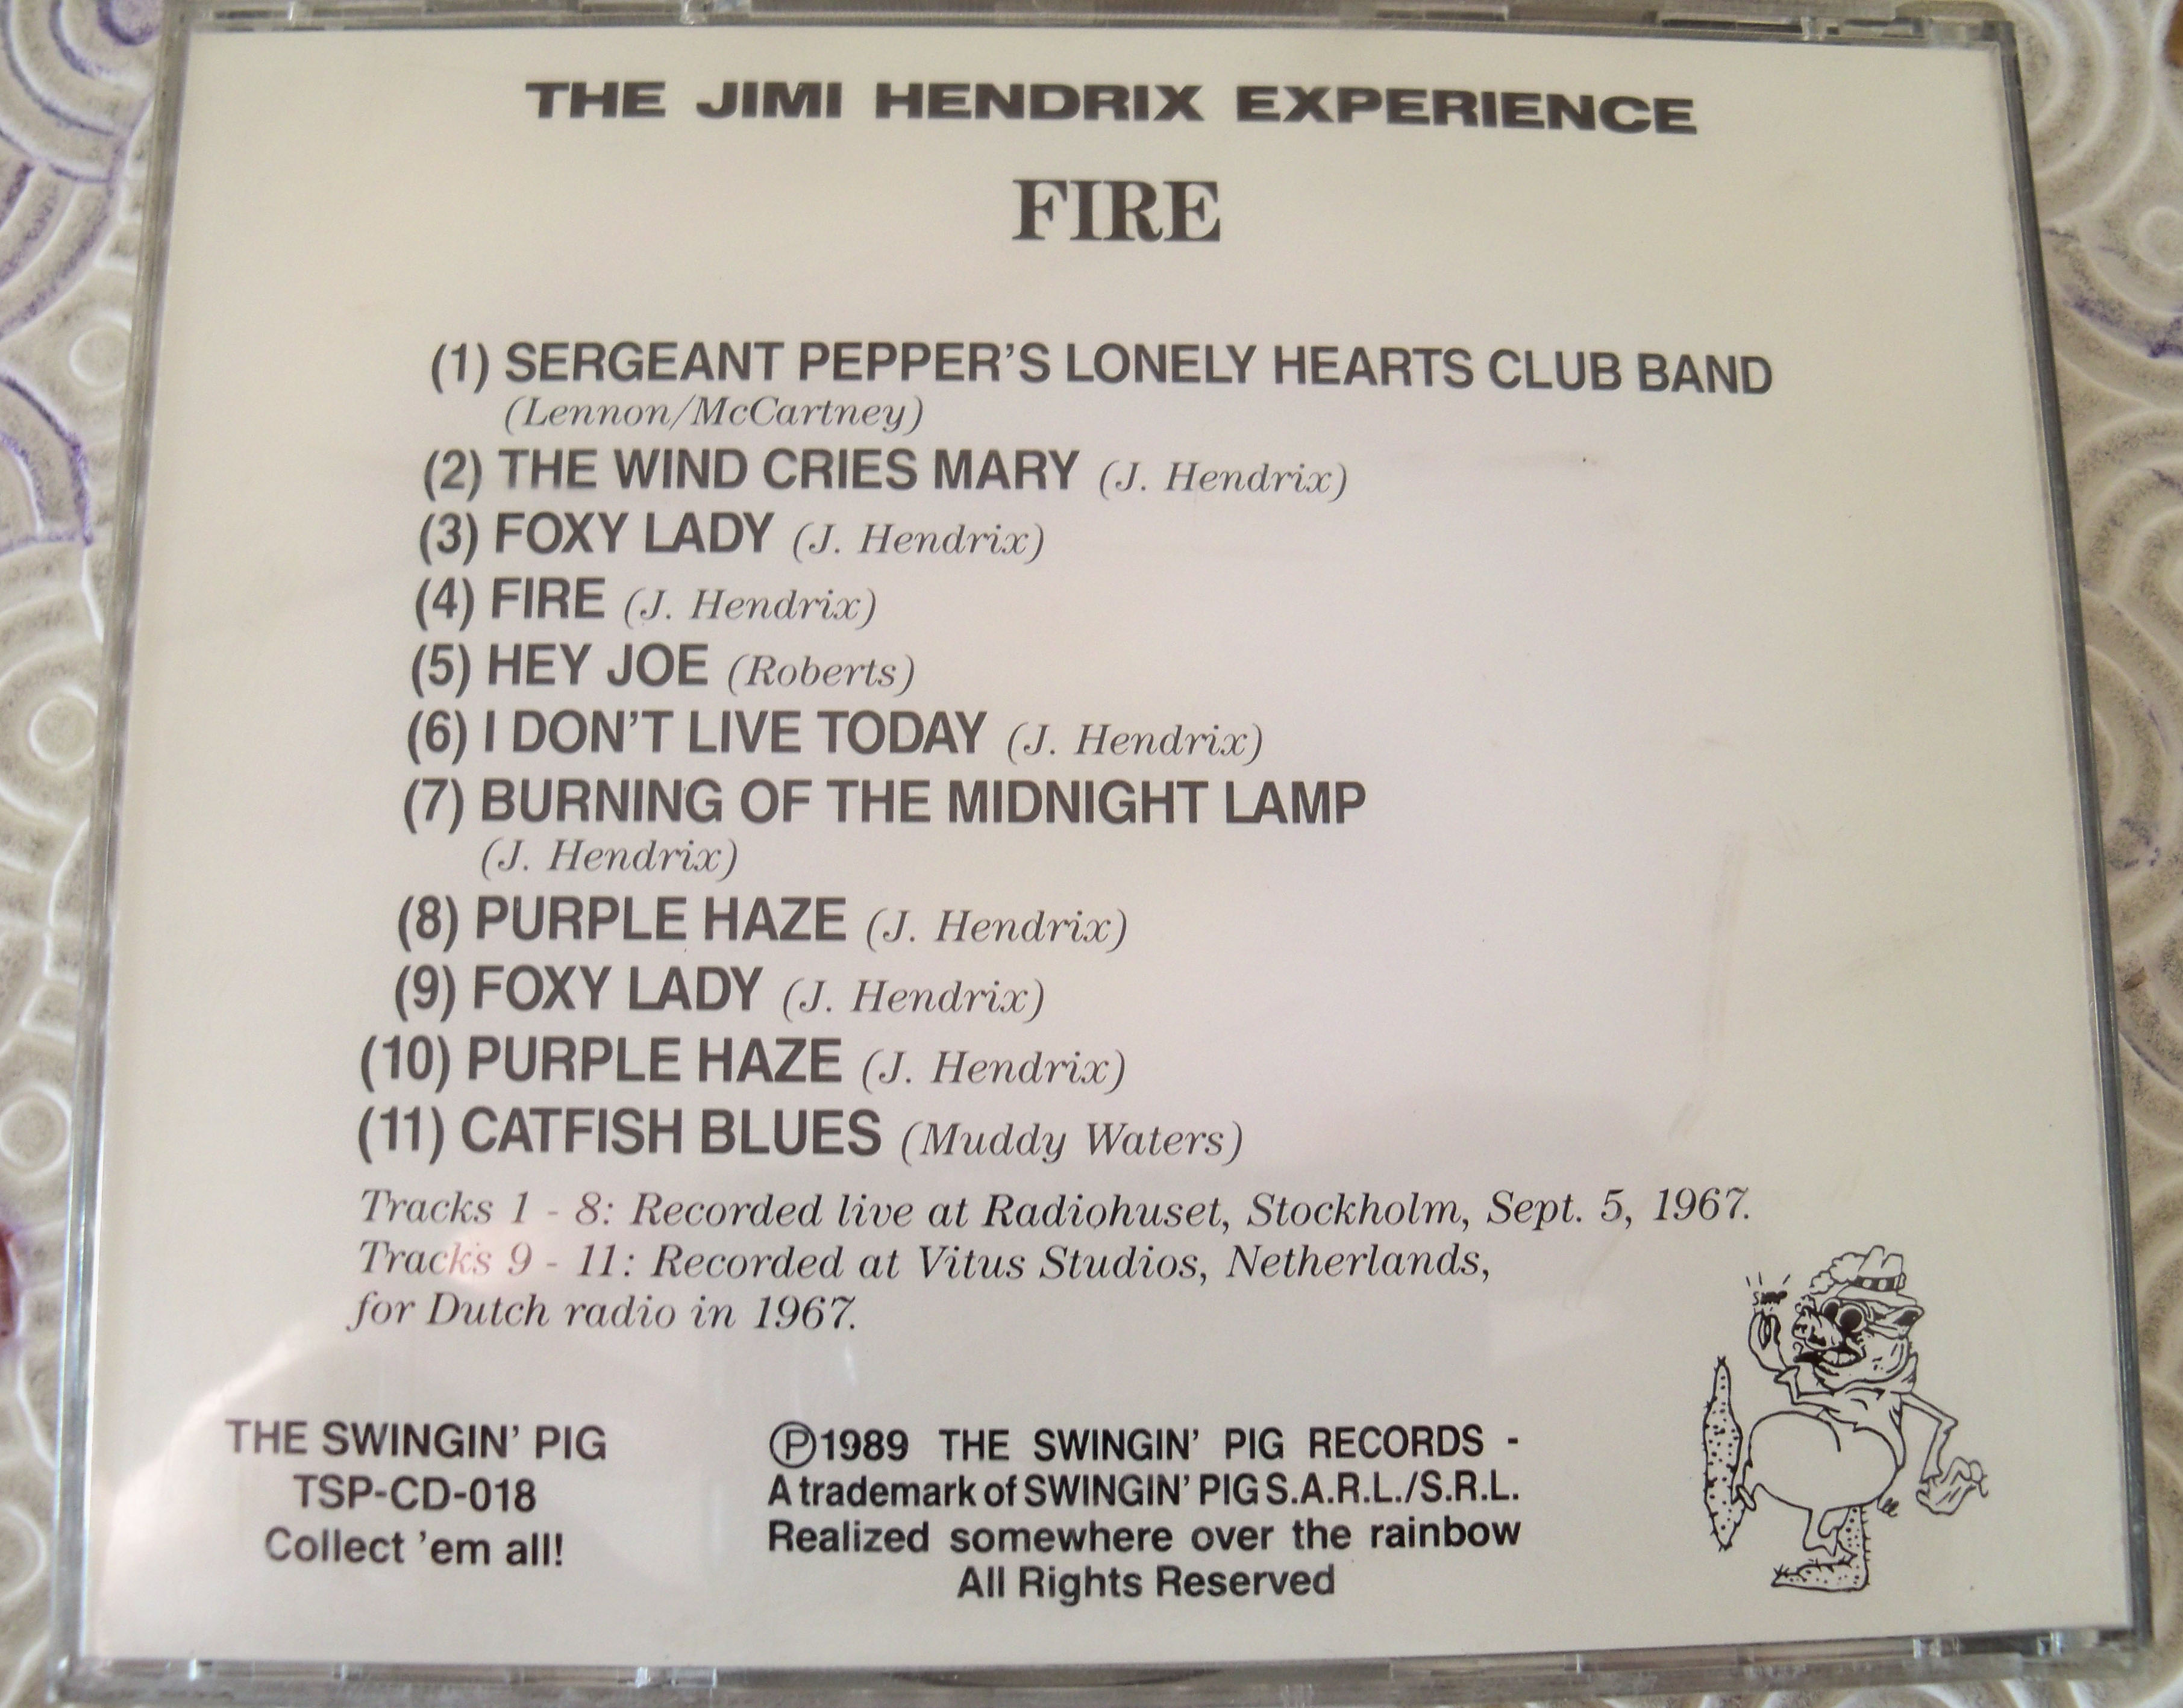 THE JIMI HENDRIX EXPERIENCE
FIRE
(1) SERGEANT PEPPER'S LONELY HEARTS CLUB BAND
(Lennon/McCartney)
(2) THE WIND CRIES MARY (J. Hendrix)
(3) FOXY LADY (J. Hendrix)
(4) FIRE (J. Hendrix)
(5) HEY JOE (Roberts)
(6) I DON'T LIVE TODAY (J. Hendrix)
(7) BURNING OF THE MIDNIGHT LAMP
(J. Hendrix)
(8) PURPLE HAZE (J. Hendrix)
(9) FOXY LADY (J. Hendrix)
(10) PURPLE HAZE (J. Hendrix)
(11) CATFISH BLUES (Muddy Waters)
Tracks 1 - 8: Recorded live at Radiohuset, Stockholm, Sept. 5, 1967.
Tracks 9 - 11: Recorded at Vitus Studios, Netherlands,
for Dutch radio in 1967.
THE SWINGIN' PIG
TSP-CD-018
Collect 'em all!
Ⓟ1989 THE SWINGIN' PIG RECORDS -
A trademark of SWINGIN' PIG S.A.R.L./S.R.L.
Realized somewhere over the rainbow
All Rights Reserved